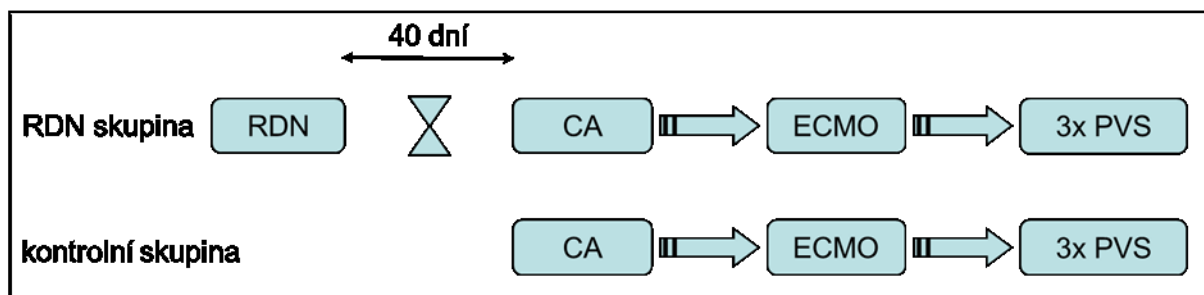 40 dní
RDN skupina RDN CA ECMO 3x PVS
kontrolní skupina CA ECMO 3x PVS